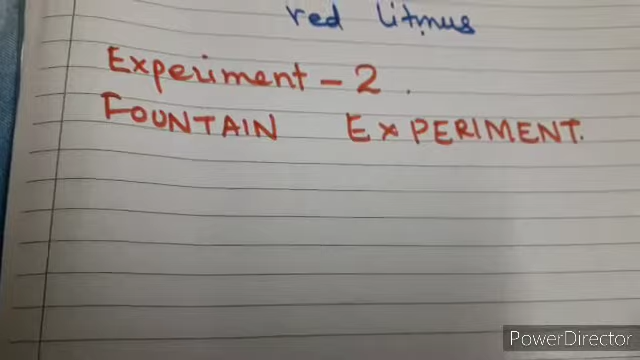 red litmus
Experiment - 2.
FOUNTAIN EXPERIMENT.
PowerDirector